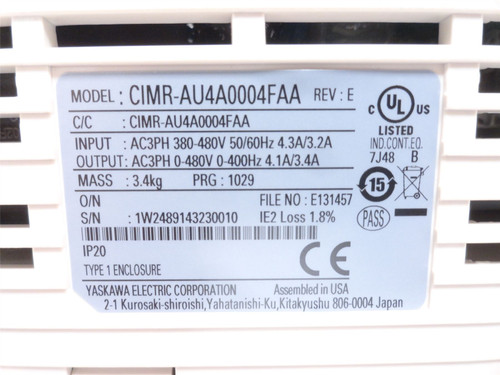 MODEL : CIMR-AU4A0004FAA REV : E
C/C : CIMR-AU4A0004FAA
INPUT : AC3PH 380-480V 50/60Hz 4.3A/3.2A
OUTPUT : AC3PH 0-480V 0-400Hz 4.1A/3.4A
MASS : 3.4kg PRG : 1029
O/N FILE NO : E131457
S/N : 1W2489143230010 IE2 Loss 1.8%
IP20
TYPE 1 ENCLOSURE
CE
YASKAWA ELECTRIC CORPORATION Assembled in USA
2-1 Kurosaki-shiroishi,Yahatanishi-Ku,Kitakyushu 806-0004 Japan
C UL US
LISTED
IND.CONT.EQ.
7J48 B
15
PASS